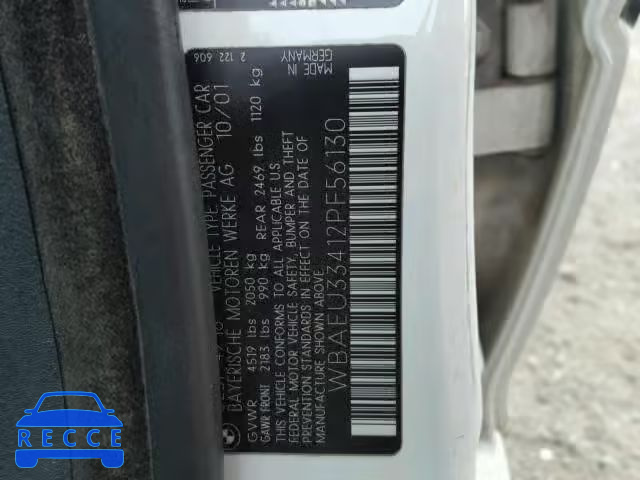 VEHICLE TYPE PASSENGER CAR
BAYERISCHE MOTOREN WERKE AG 10/01
GVWR 4519 lbs 2050 kg
GAWR FRONT 2183 lbs 990 kg REAR 2469 lbs 1120 kg
THIS VEHICLE CONFORMS TO ALL APPLICABLE U.S.
FEDERAL MOTOR VEHICLE SAFETY, BUMPER AND THEFT
PREVENTION STANDARDS IN EFFECT ON THE DATE OF
MANUFACTURE SHOWN ABOVE
WBAEU33412PF56130
2 122 606
MADE IN
GERMANY
RECCE